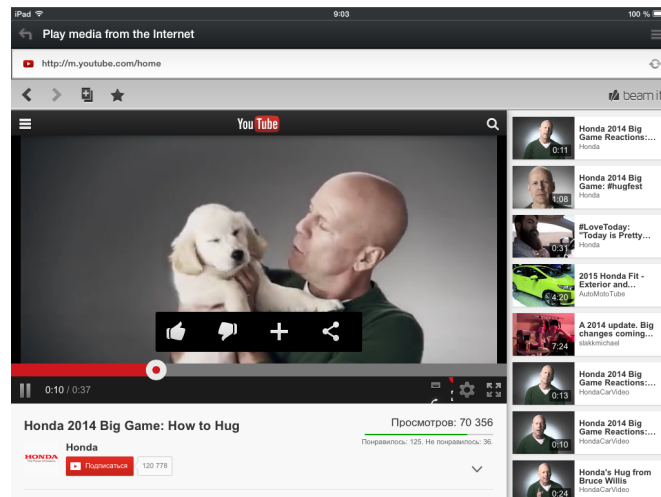 iPad
9:03
100 %
Play media from the Internet
http://m.youtube.com/home
beam it
YouTube
0:10 / 0:37
Honda 2014 Big Game: How to Hug
Просмотров: 70 356
Понравилось: 125. Не понравилось: 36.
HONDA
Honda
Подписаться
120 778
Honda 2014 Big
Game Reactions:...
Honda
0:11
Honda 2014 Big
Game: #hugfest
Honda
1:08
#LoveToday:
"Today is Pretty...
Honda
0:31
2015 Honda Fit -
Exterior and...
AutoMotoTube
4:20
A 2014 update. Big
changes coming...
slakkmichael
7:24
Honda 2014 Big
Game Reactions:...
HondaCarVideo
0:13
Honda 2014 Big
Game Reactions:...
HondaCarVideo
0:10
Honda's Hug from
Bruce Willis
HondaCarVideo
0:24